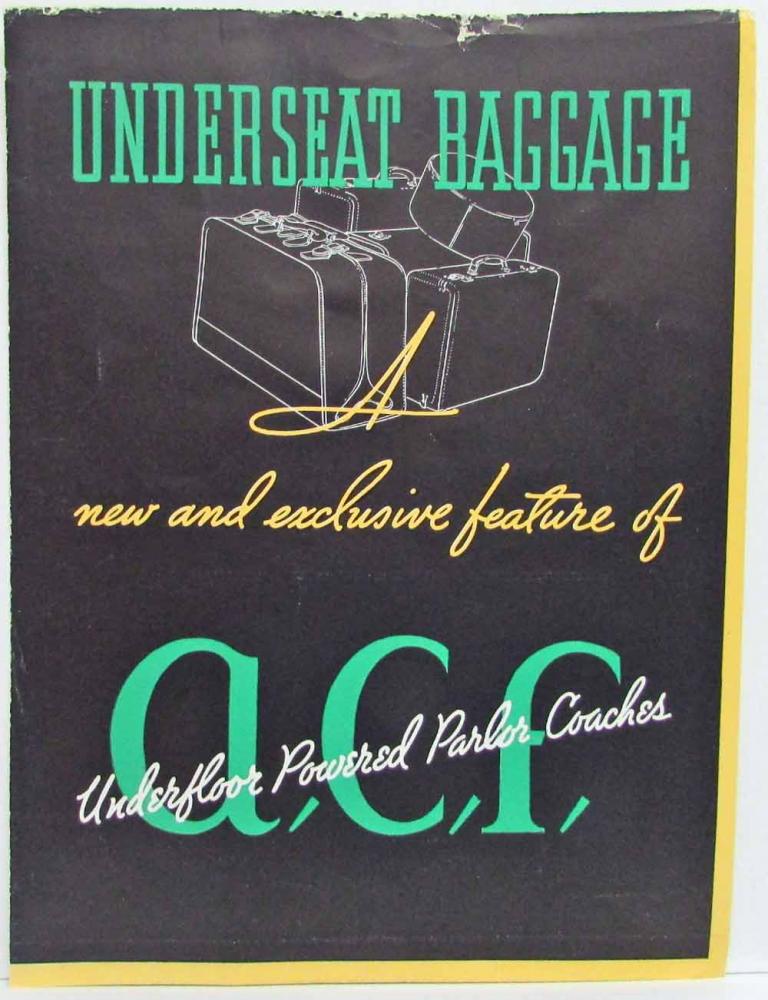 UNDERSEAT BAGGAGE
A
new and exclusive feature of
a.c.f.
Underfloor Powered Parlor Coaches